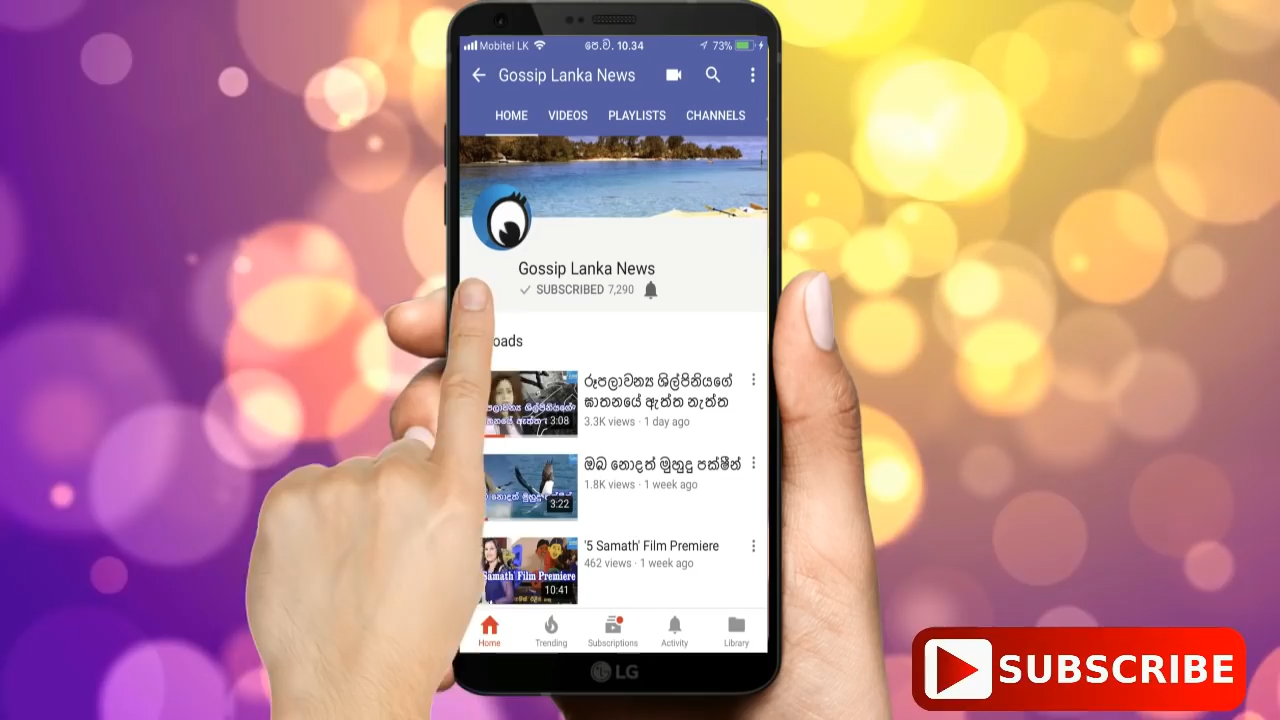 Mobitel LK
පෙ.ව. 10.34
73%
Gossip Lanka News
HOME VIDEOS PLAYLISTS CHANNELS
Gossip Lanka News
SUBSCRIBED 7,290
oads
රූපලාවන්‍ය ශිල්පිනියගේ
ඝාතනයේ ඇත්ත නැත්ත
3.3K views · 1 day ago
3:08
ඔබ නොදත් මුහුදු පක්ෂීන්
1.8K views · 1 week ago
3:22
'5 Samath' Film Premiere
462 views · 1 week ago
Samath Film Premiere
10:41
Home Trending Subscriptions Activity Library
LG
SUBSCRIBE